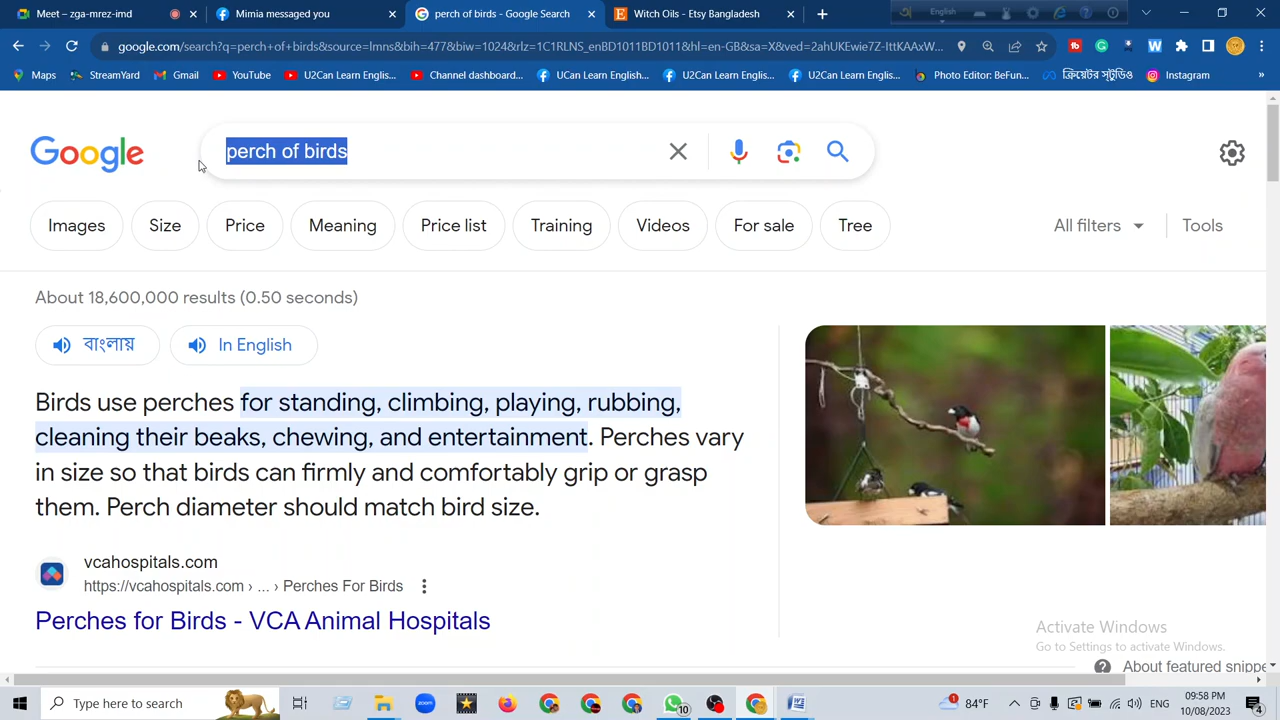 Meet – zga-mrez-imd
Mimia messaged you
perch of birds - Google Search
Witch Oils - Etsy Bangladesh
English
google.com/search?q=perch+of+birds&source=lmns&bih=477&biw=1024&rlz=1C1RLNS_enBD1011BD1011&hl=en-GB&sa=X&ved=2ahUKEwie7Z-IttKAAxW...
Maps
StreamYard
Gmail
YouTube
U2Can Learn Englis...
Channel dashboard...
UCan Learn English...
U2Can Learn Englis...
U2Can Learn Englis...
Photo Editor: BeFun...
ক্রিয়েটর স্টুডিও
Instagram
»
Google
perch of birds
Images
Size
Price
Meaning
Price list
Training
Videos
For sale
Tree
All filters
Tools
About 18,600,000 results (0.50 seconds)
বাংলায়
In English
Birds use perches for standing, climbing, playing, rubbing,
cleaning their beaks, chewing, and entertainment. Perches vary
in size so that birds can firmly and comfortably grip or grasp
them. Perch diameter should match bird size.
vcahospitals.com
https://vcahospitals.com › ... › Perches For Birds
Perches for Birds - VCA Animal Hospitals
Activate Windows
Go to Settings to activate Windows.
About featured snippe
Type here to search
zoom
10
1
84°F
ENG
09:58 PM
10/08/2023
4